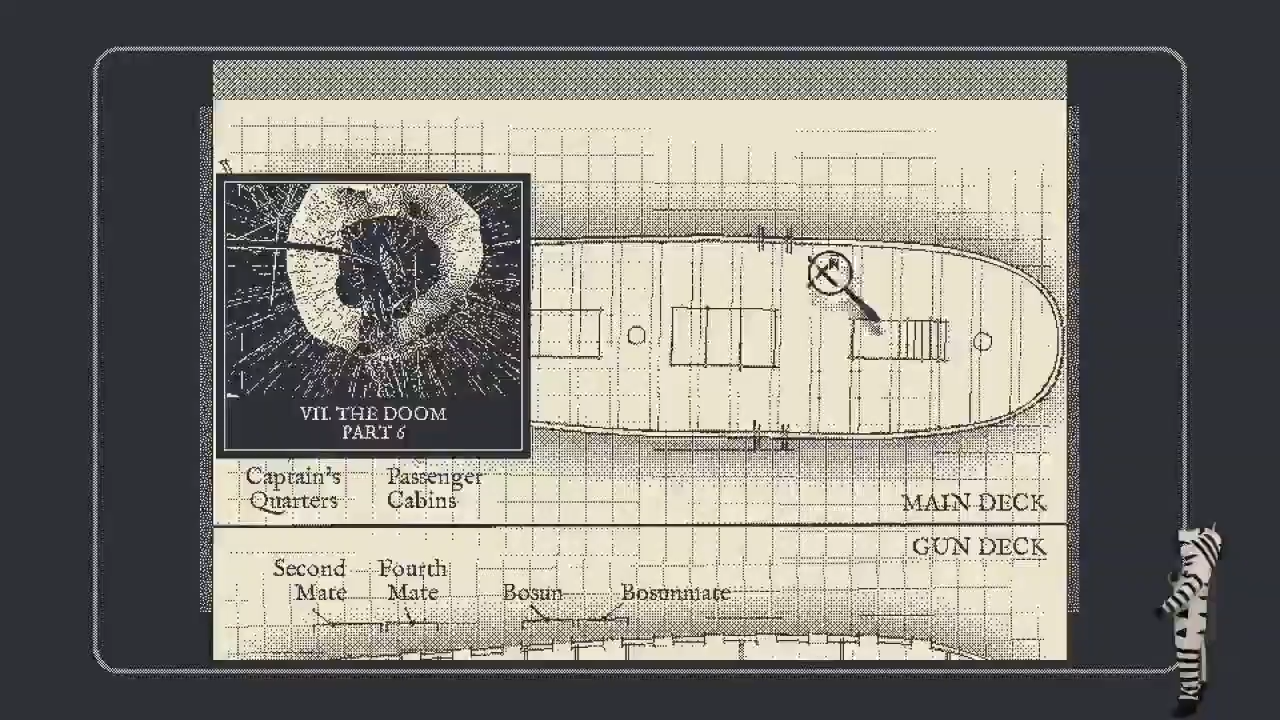 VII. THE DOOM
PART 6
Captain's
Quarters
Passenger
Cabins
MAIN DECK
GUN DECK
Second
Mate
Fourth
Mate
Bosun
Bosunmate